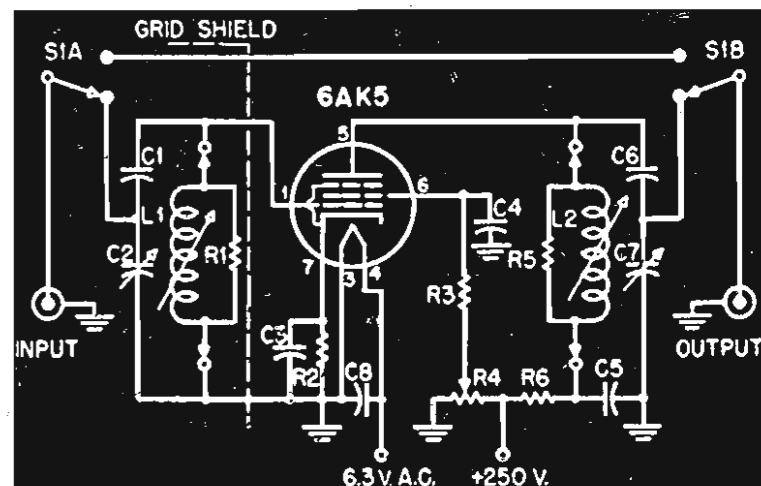 GRID SHIELD
S1A
S1B
6AK5
5
C1
C6
1
6
C4
L1
L2
C2
C7
R1
R5
7
3
4
R3
C3
INPUT
R2
C8
R4
R6
C5
OUTPUT
6.3 V. A.C.
+250 V.